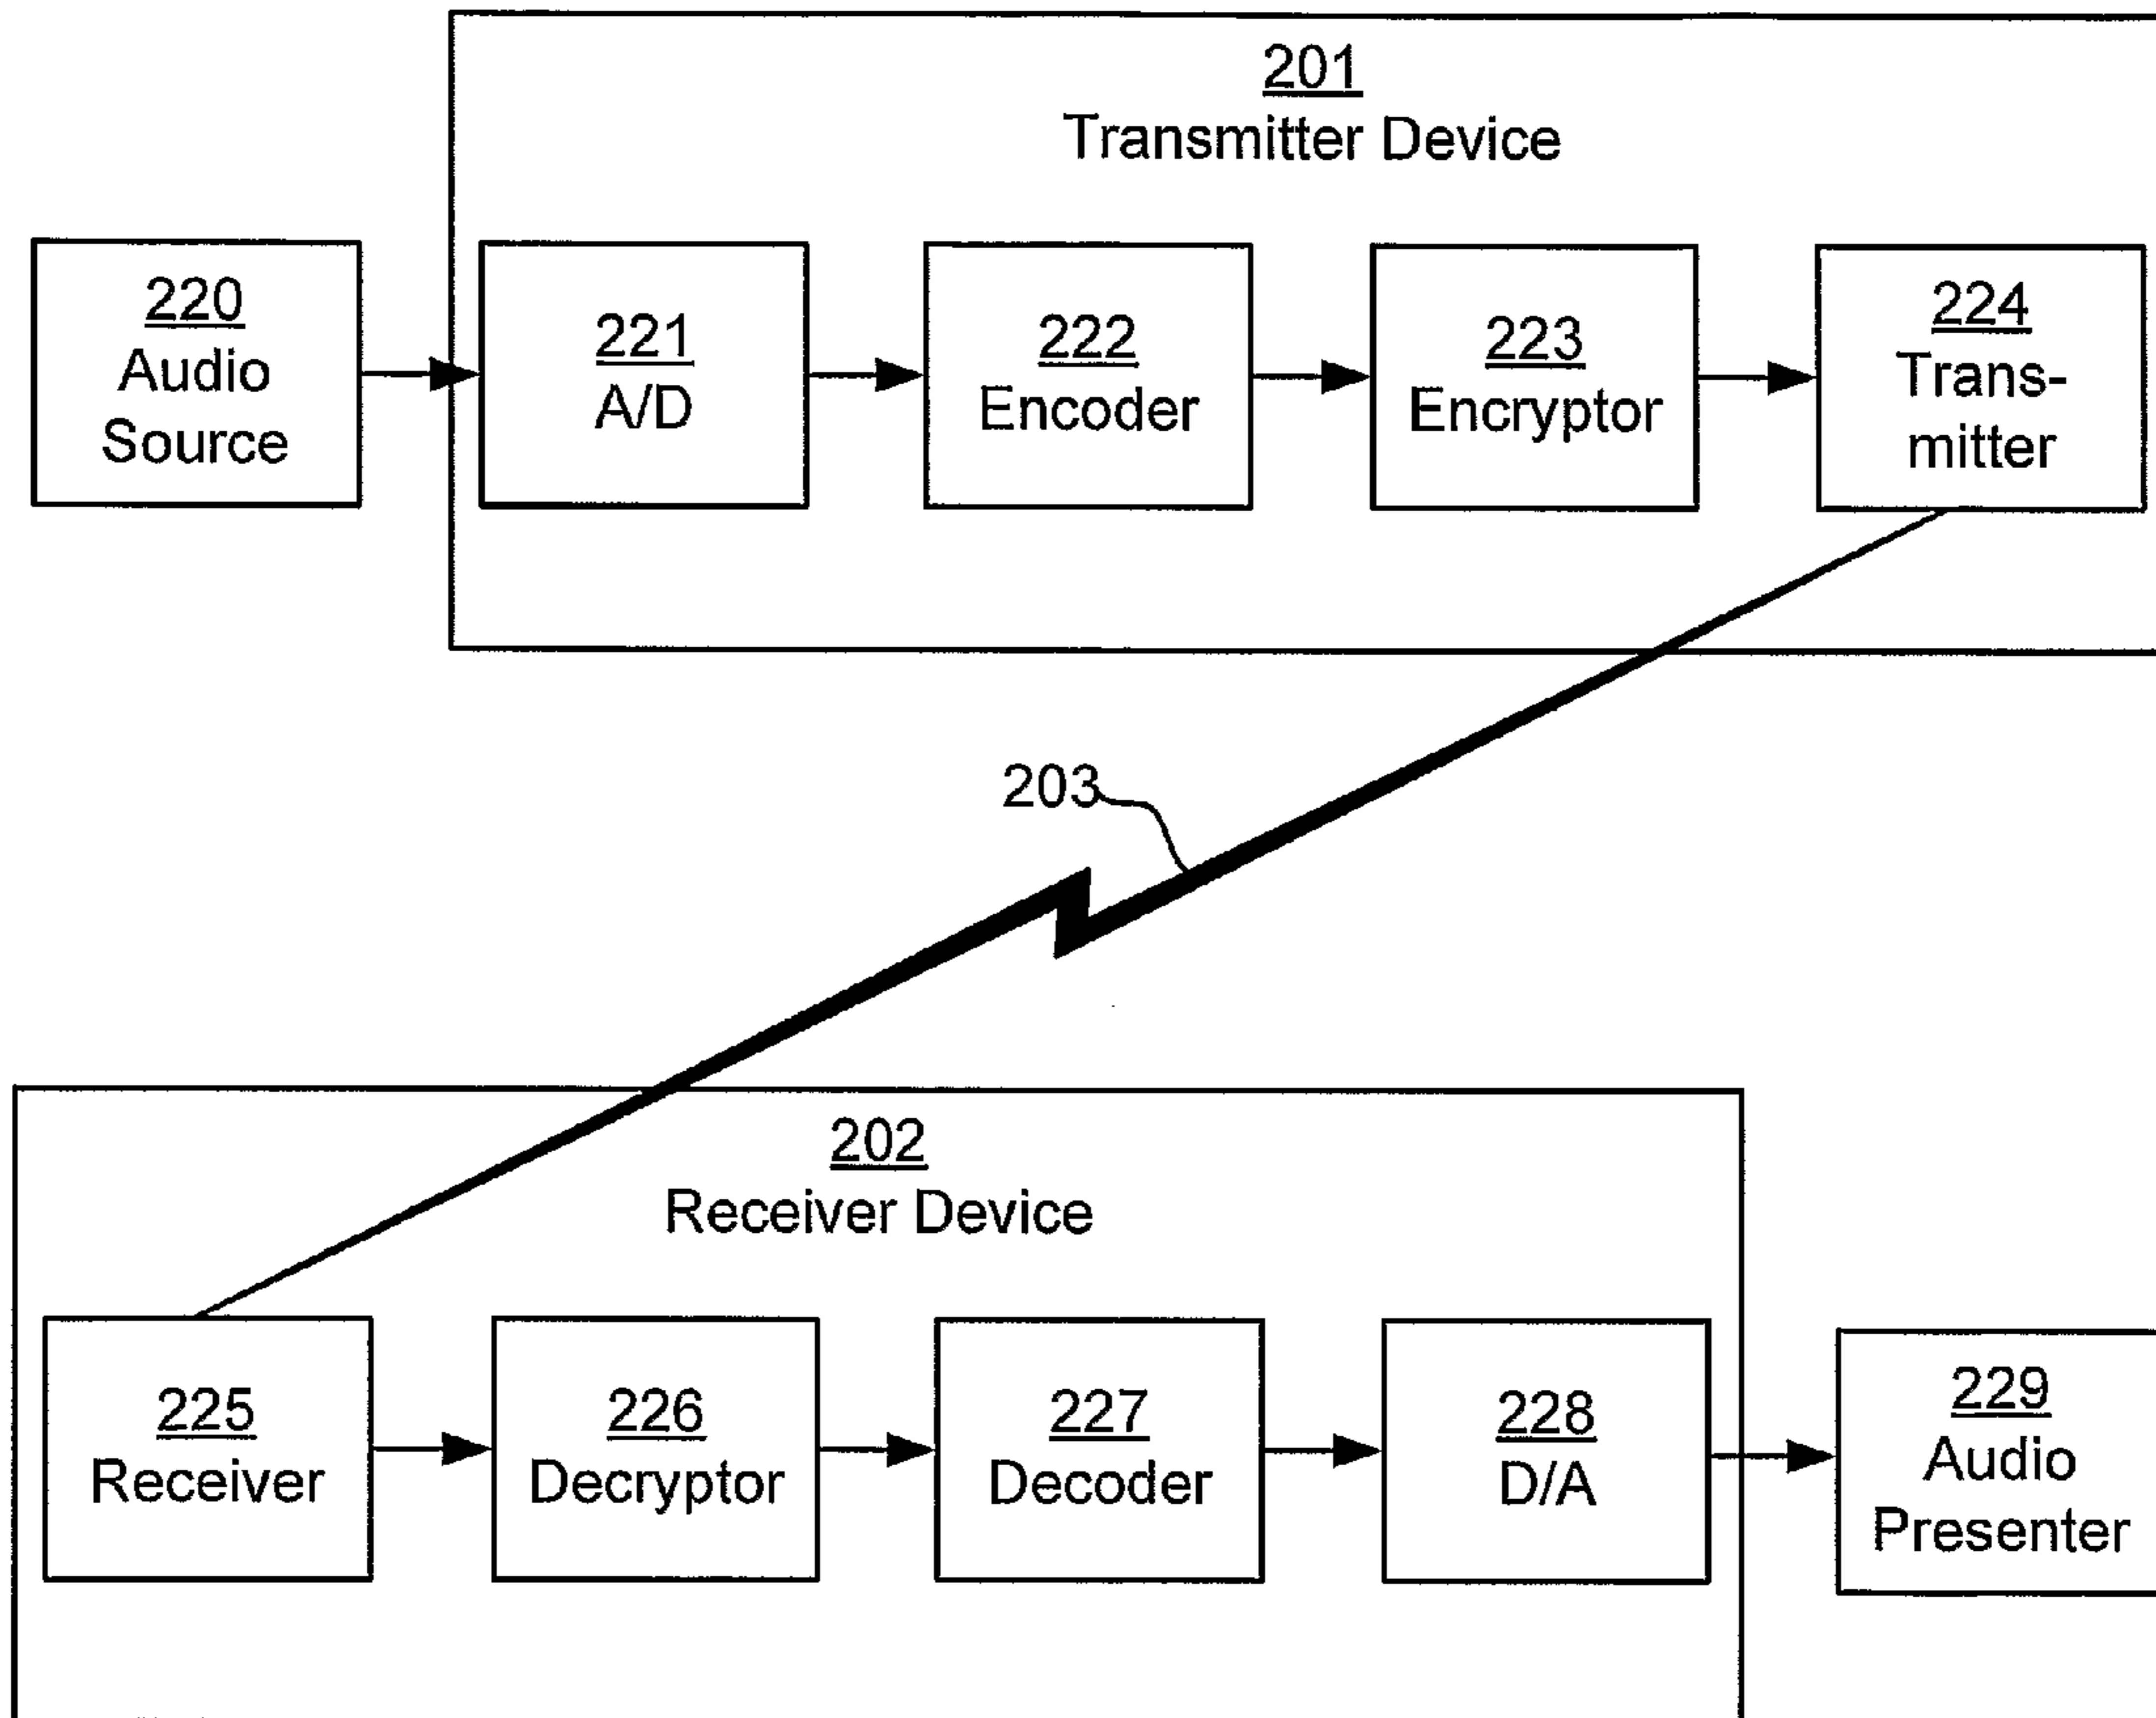 201
Transmitter Device
220
Audio
Source
221
A/D
222
Encoder
223
Encryptor
224
Trans-
mitter
203
202
Receiver Device
225
Receiver
226
Decryptor
227
Decoder
228
D/A
229
Audio
Presenter